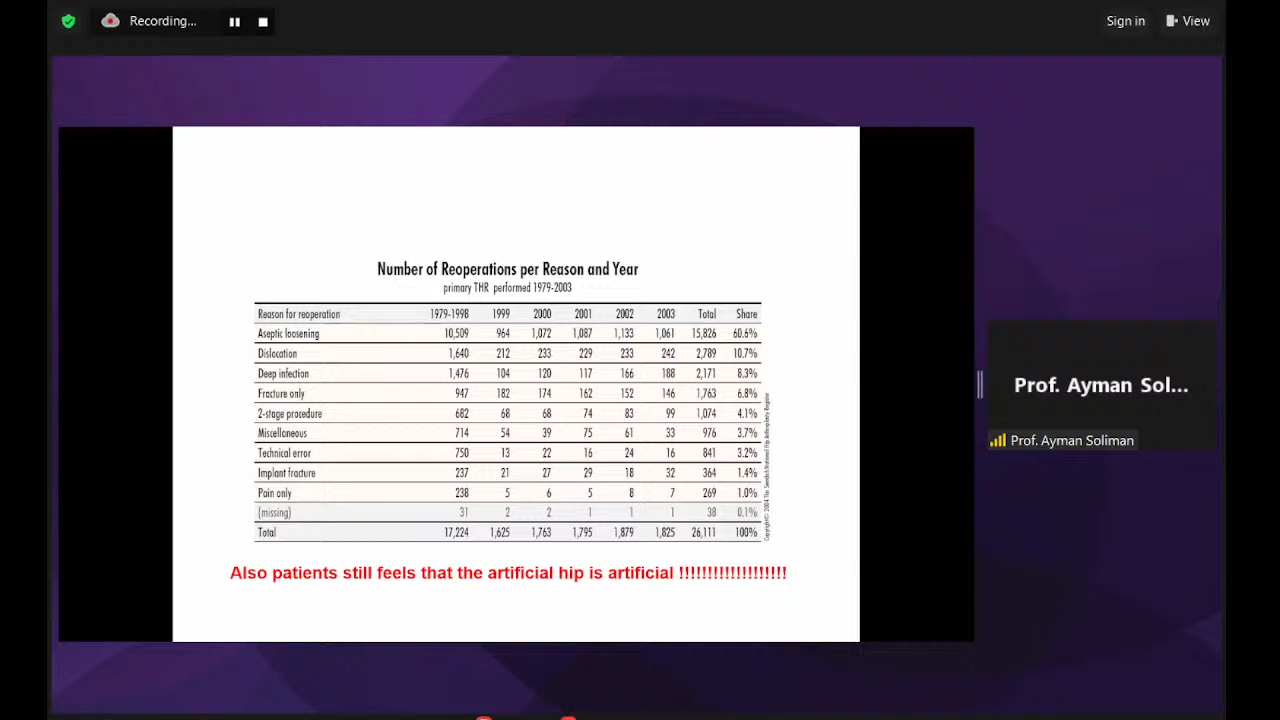 Recording...
Sign in
View
Number of Reoperations per Reason and Year
primary THR performed 1979-2003
Reason for reoperation 1979-1998 1999 2000 2001 2002 2003 Total Share
Aseptic loosening 10,509 964 1,072 1,087 1,133 1,061 15,826 60.6%
Dislocation 1,640 212 233 229 233 242 2,789 10.7%
Deep infection 1,476 104 120 117 166 188 2,171 8.3%
Fracture only 947 182 174 162 152 146 1,763 6.8%
2-stage procedure 682 68 68 74 83 99 1,074 4.1%
Miscellaneous 714 54 39 75 61 33 976 3.7%
Technical error 750 13 22 16 24 16 841 3.2%
Implant fracture 237 21 27 29 18 32 364 1.4%
Pain only 238 5 6 5 8 7 269 1.0%
(missing) 31 2 2 1 1 1 38 0.1%
Total 17,224 1,625 1,763 1,795 1,879 1,825 26,111 100%
Copyright© 2004 The Swedish National Hip Arthroplasty Register
Also patients still feels that the artificial hip is artificial !!!!!!!!!!!!!!!!!!!
Prof. Ayman Sol...
Prof. Ayman Soliman